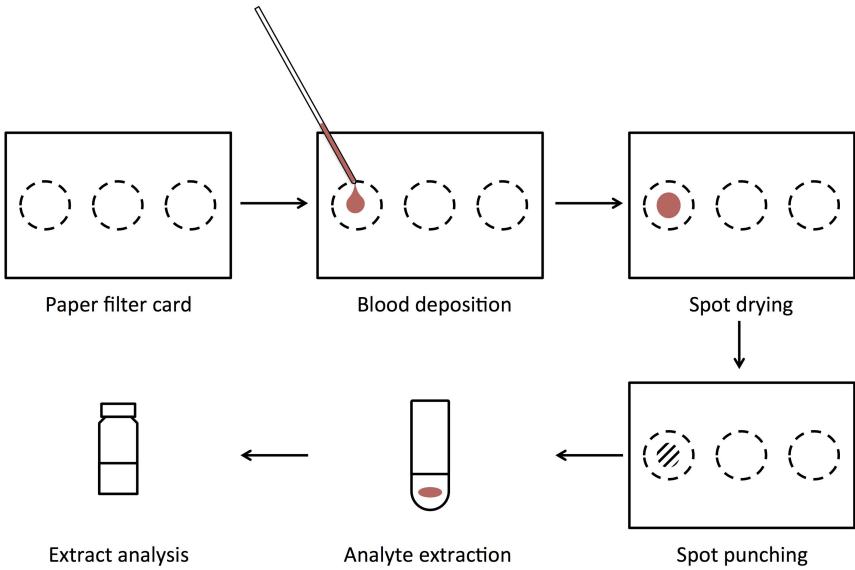 Paper filter card
Blood deposition
Spot drying
Spot punching
Analyte extraction
Extract analysis